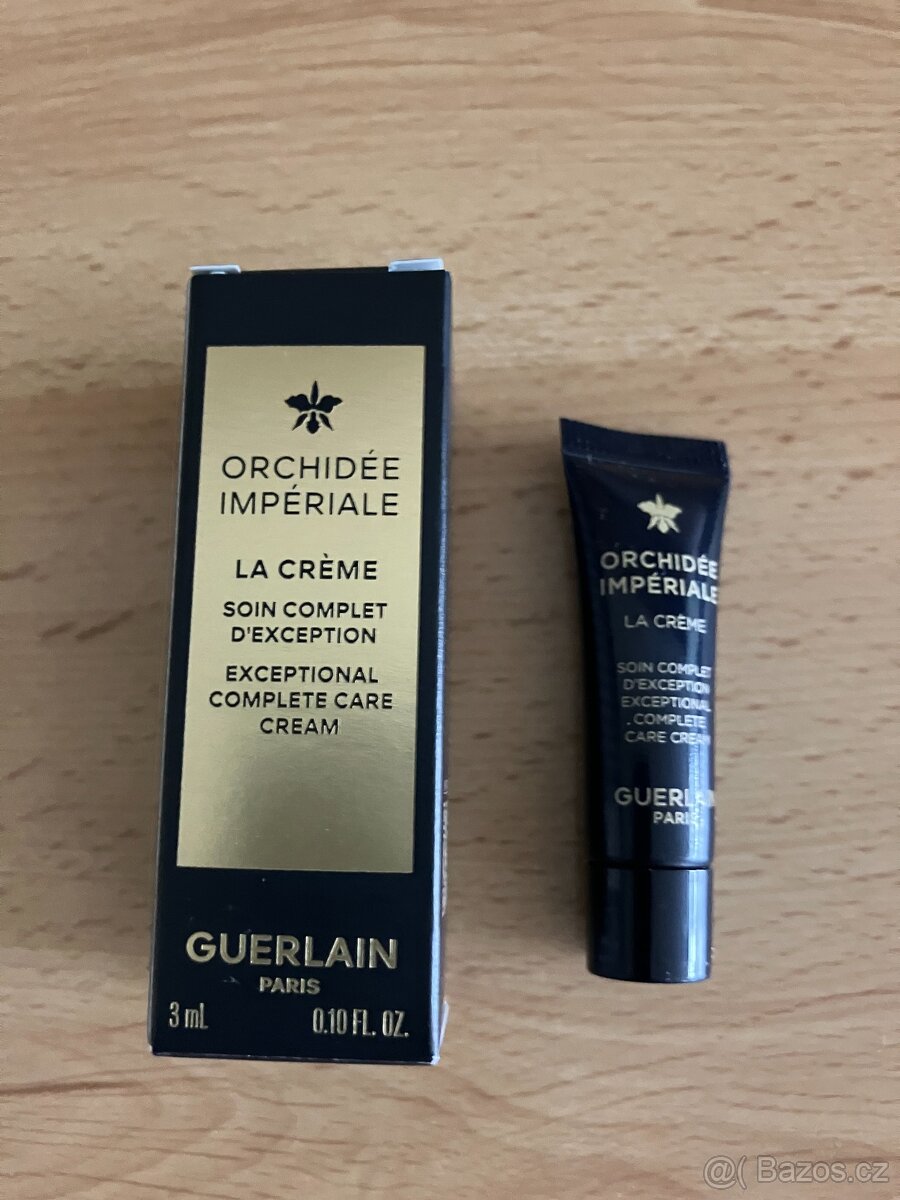 ORCHIDÉE
IMPÉRIALE
LA CRÈME
SOIN COMPLET
D'EXCEPTION
EXCEPTIONAL
COMPLETE CARE
CREAM
GUERLAIN
PARIS
3 mL 0.10 FL. OZ.
ORCHIDÉE
IMPÉRIALE
LA CRÈME
SOIN COMPLET
D'EXCEPTION
EXCEPTIONAL
COMPLETE
CARE CREAM
GUERLAIN
PARIS
@( Bazos.cz